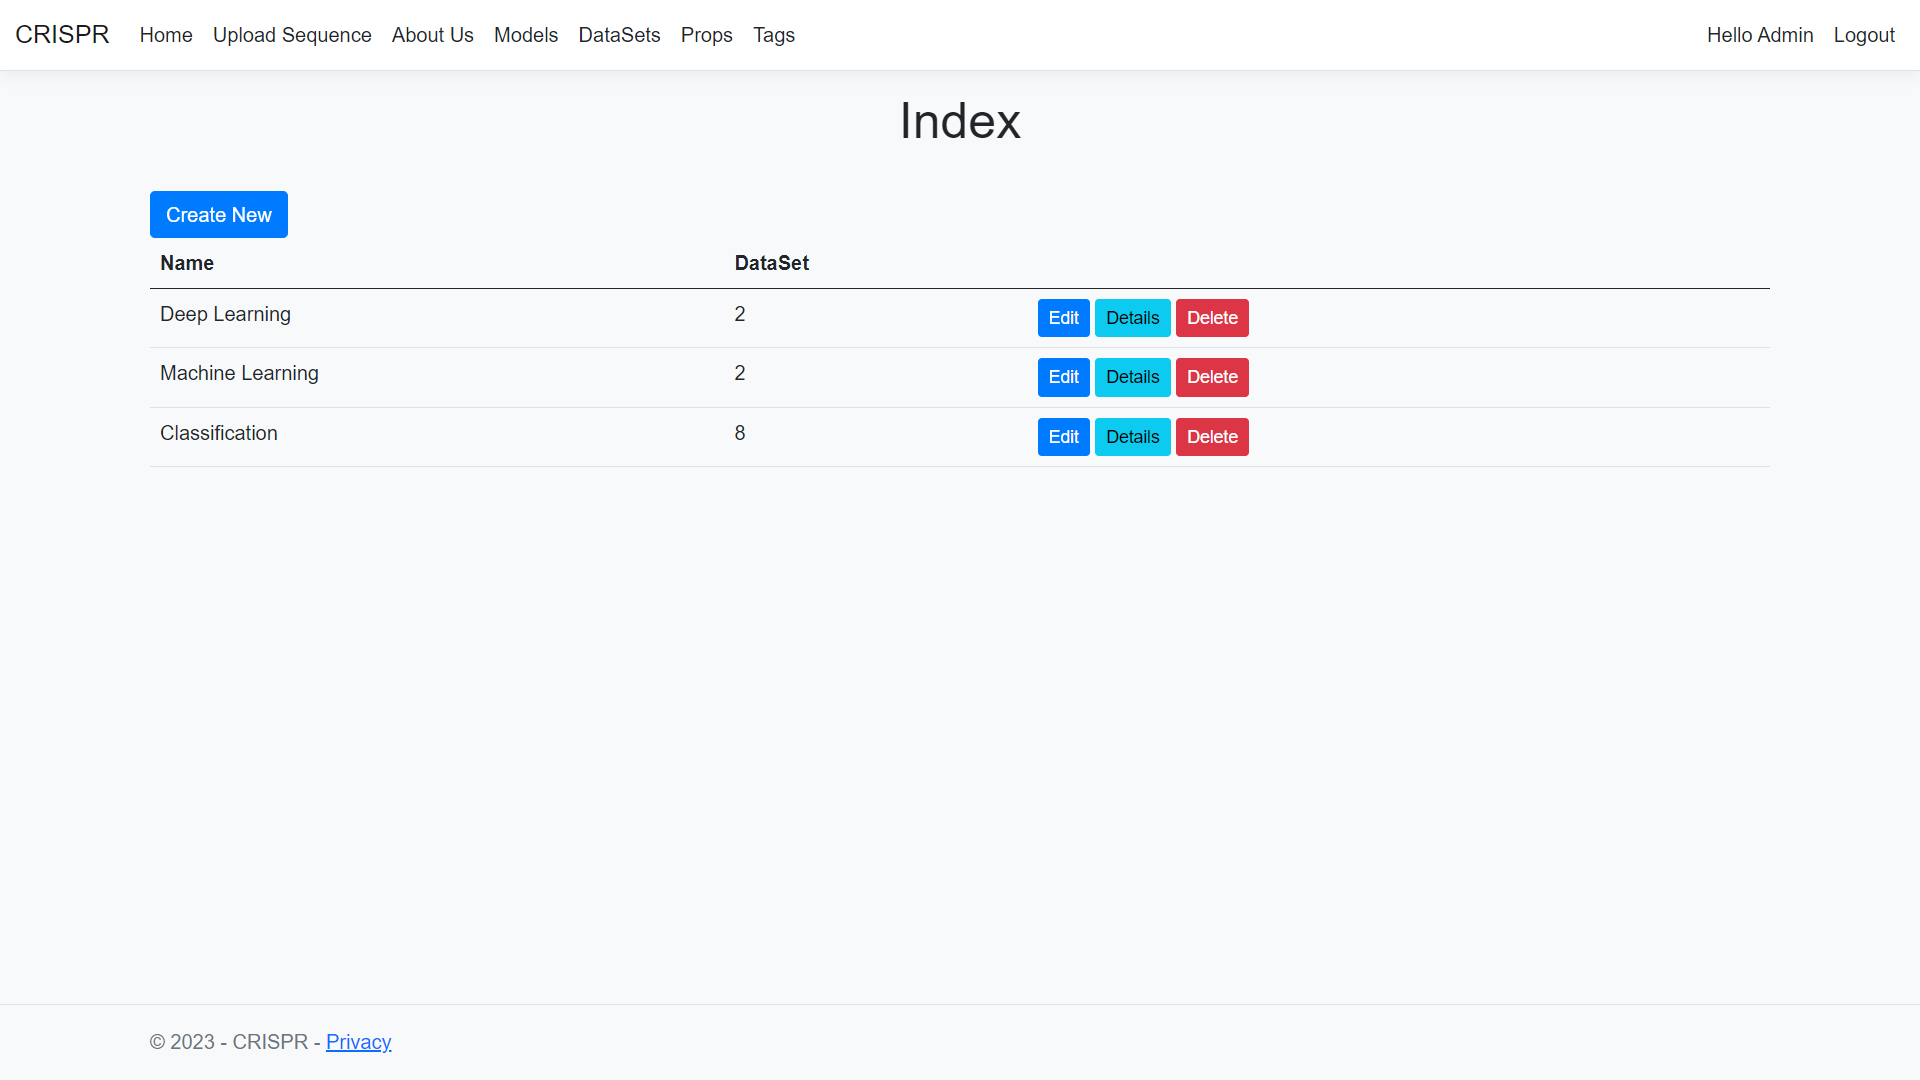 CRISPR Home Upload Sequence About Us Models DataSets Props Tags Hello Admin Logout
Index
Create New
Name DataSet
Deep Learning 2 Edit Details Delete
Machine Learning 2 Edit Details Delete
Classification 8 Edit Details Delete
© 2023 - CRISPR - Privacy